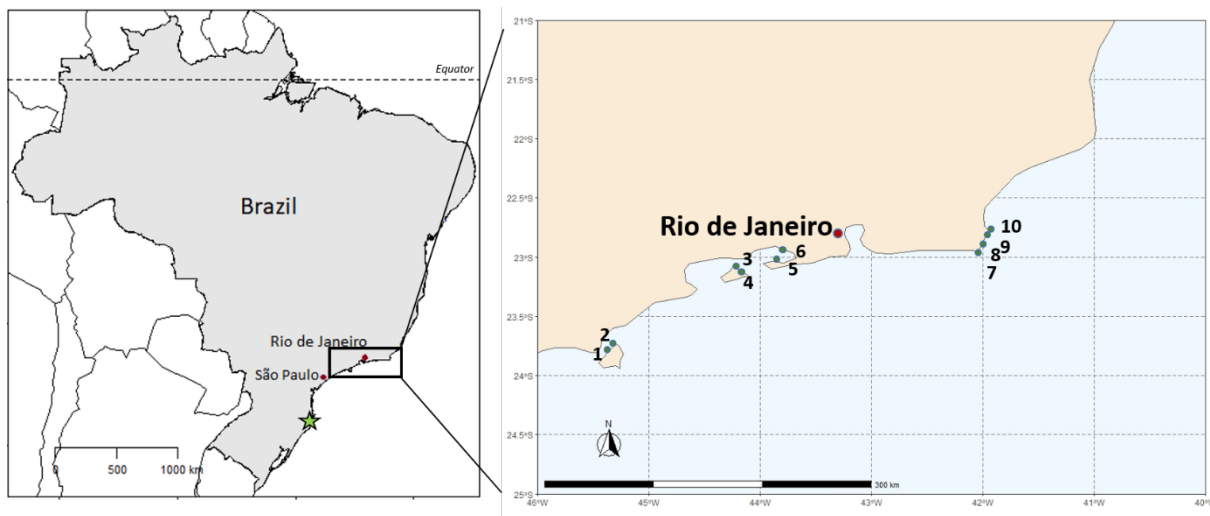 Equator
Brazil
Rio de Janeiro
São Paulo
0 500 1000 km
21°S
21.5°S
22°S
22.5°S
23°S
23.5°S
24°S
24.5°S
25°S
Rio de Janeiro
10
9
8
7
6
5
3
4
2
1
N
300 km
46°W 45°W 44°W 43°W 42°W 41°W 40°W